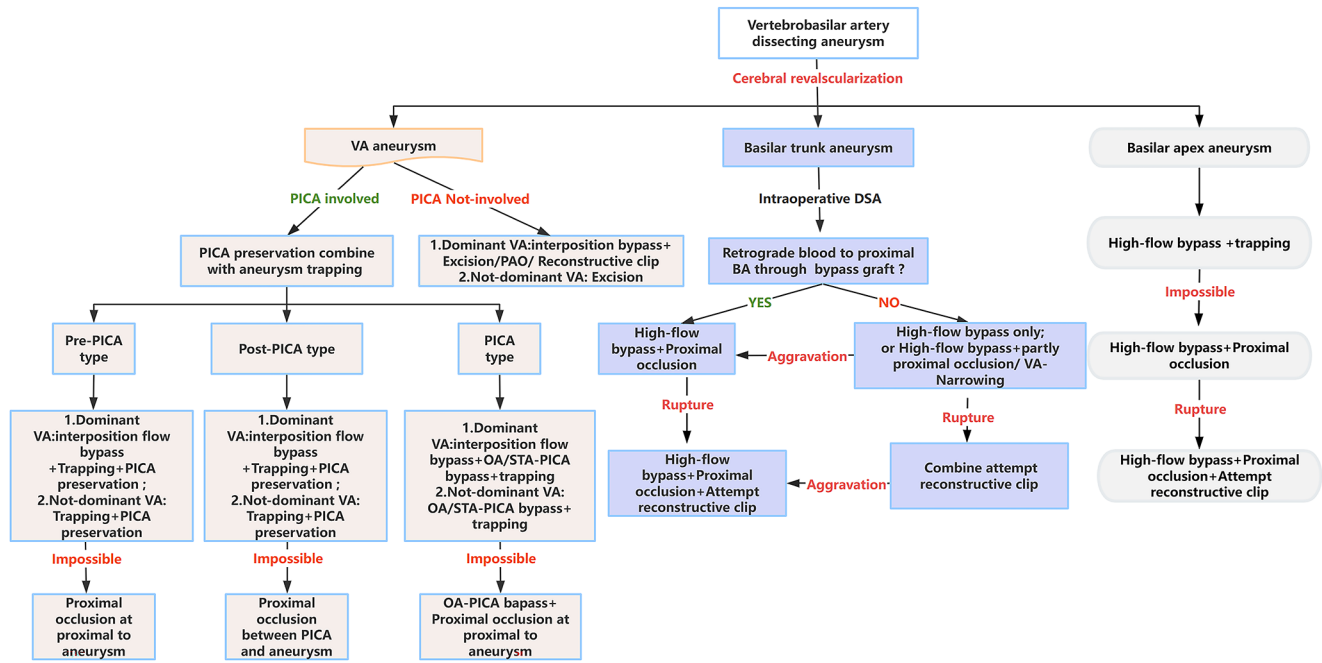 Vertebrobasilar artery
dissecting aneurysm
Cerebral revalscularization
VA aneurysm
Basilar trunk aneurysm
Basilar apex aneurysm
PICA involved
PICA Not-involved
Intraoperative DSA
PICA preservation combine
with aneurysm trapping
1.Dominant VA:interposition bypass+
Excision/PAO/ Reconstructive clip
2.Not-dominant VA: Excision
Retrograde blood to proximal
BA through bypass graft ?
High-flow bypass +trapping
YES
NO
Impossible
Pre-PICA
type
Post-PICA type
PICA
type
High-flow
bypass+Proximal
occlusion
Aggravation
High-flow bypass only;
or High-flow bypass+partly
proximal occlusion/ VA-
Narrowing
High-flow bypass+Proximal
occlusion
Rupture
Rupture
Rupture
1.Dominant
VA:interposition flow
bypass
+Trapping+PICA
preservation ;
2.Not-dominant VA:
Trapping+PICA
preservation
1.Dominant
VA:interposition flow
bypass
+Trapping+PICA
preservation ;
2.Not-dominant VA:
Trapping+PICA
preservation
1.Dominant
VA:interposition flow
bypass+OA/STA-PICA
bypass+trapping
2.Not-dominant VA:
OA/STA-PICA bypass+
trapping
High-flow
bypass+Proximal
occlusion+Attempt
reconstructive clip
Aggravation
Combine attempt
reconstructive clip
High-flow bypass+Proximal
occlusion+Attempt
reconstructive clip
Impossible
Impossible
Impossible
Proximal
occlusion at
proximal to
aneurysm
Proximal
occlusion
between PICA
and aneurysm
OA-PICA bapass+
Proximal occlusion at
proximal to
aneurysm